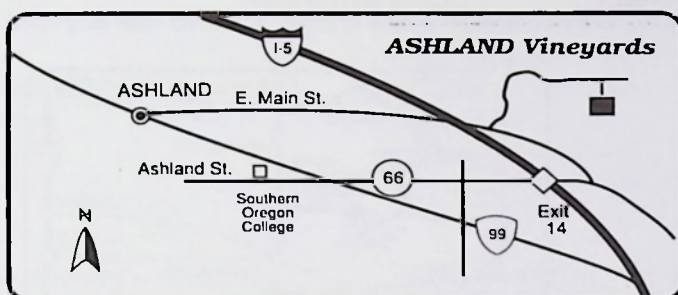 I-5
ASHLAND Vineyards
ASHLAND
E. Main St.
Ashland St.
66
Southern
Oregon
College
Exit
14
99
N